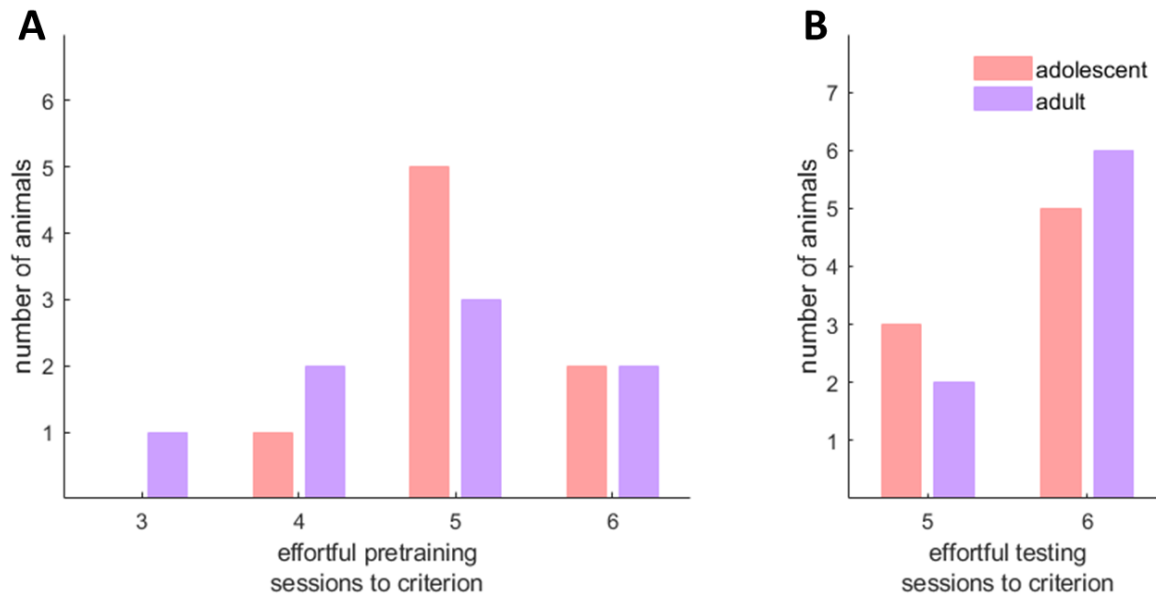 A
number of animals
6
5
4
3
2
1
3
4
5
6
effortful pretraining
sessions to criterion
B
adolescent
adult
number of animals
7
6
5
4
3
2
1
5
6
effortful testing
sessions to criterion